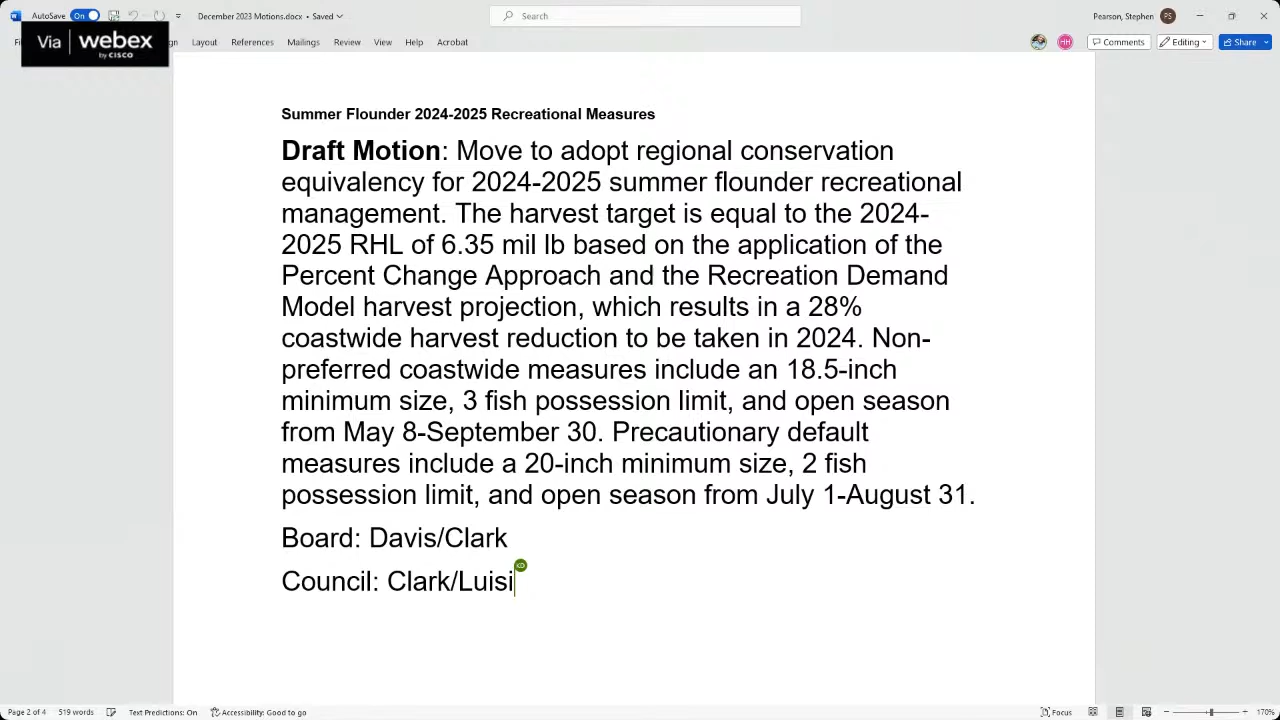 AutoSave On December 2023 Motions.docx • Saved Search Pearson, Stephen PS
Via webex by CISCO
Layout References Mailings Review View Help Acrobat HH Comments Editing Share
Summer Flounder 2024-2025 Recreational Measures
Draft Motion: Move to adopt regional conservation
equivalency for 2024-2025 summer flounder recreational
management. The harvest target is equal to the 2024-
2025 RHL of 6.35 mil lb based on the application of the
Percent Change Approach and the Recreation Demand
Model harvest projection, which results in a 28%
coastwide harvest reduction to be taken in 2024. Non-
preferred coastwide measures include an 18.5-inch
minimum size, 3 fish possession limit, and open season
from May 8-September 30. Precautionary default
measures include a 20-inch minimum size, 2 fish
possession limit, and open season from July 1-August 31.
Board: Davis/Clark
Council: Clark/Luisi
Page 2 of 4 519 words Text Predictions: On Accessibility: Good to go Focus 170%